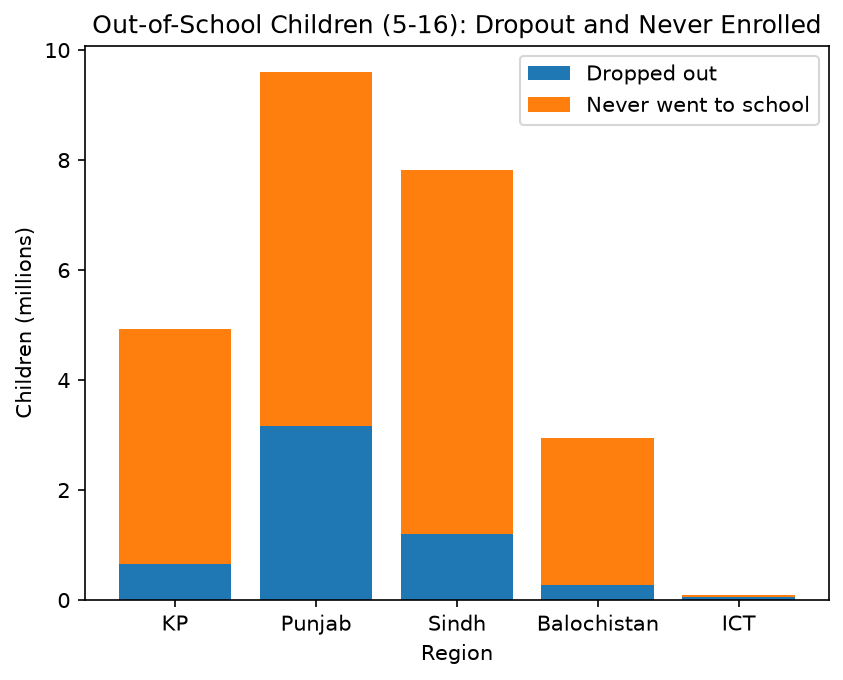 Out-of-School Children (5-16): Dropout and Never Enrolled
Dropped out
Never went to school
Children (millions)
10
8
6
4
2
0
KP Punjab Sindh Balochistan ICT
Region